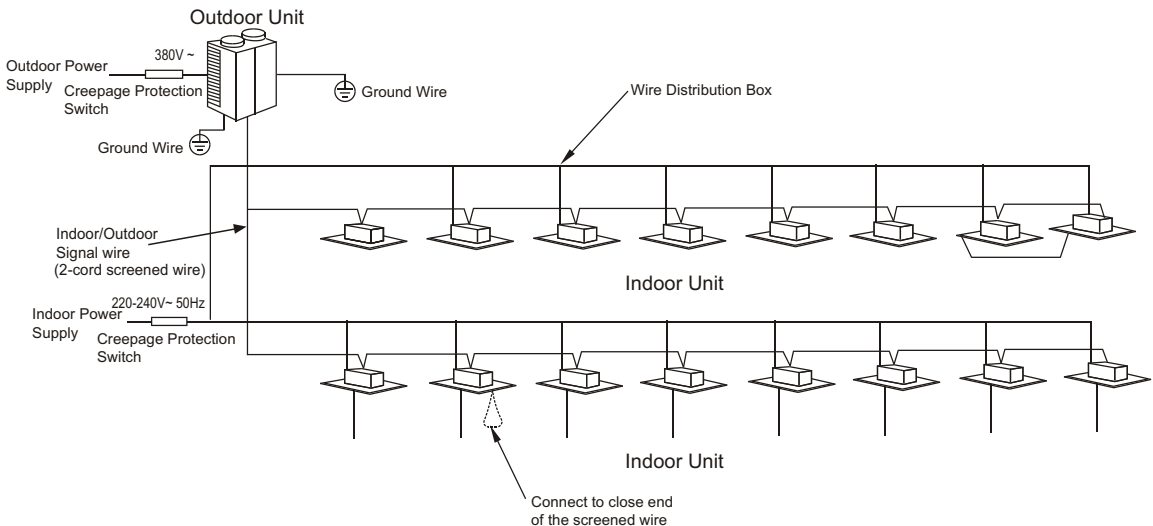 Outdoor Unit
380V ~
Outdoor Power
Supply
Creepage Protection
Switch
Ground Wire
Wire Distribution Box
Ground Wire
Indoor/Outdoor
Signal wire
(2-cord screened wire)
Indoor Unit
220-240V~ 50Hz
Indoor Power
Supply
Creepage Protection
Switch
Indoor Unit
Connect to close end
of the screened wire